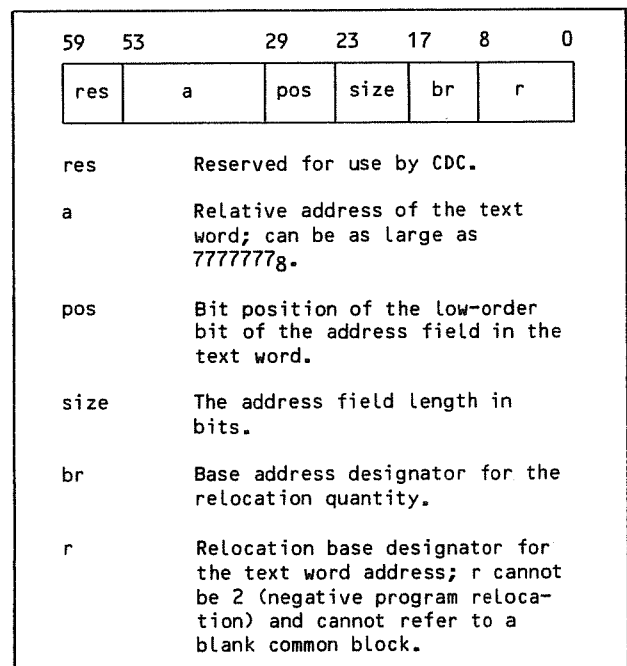 59 53 29 23 17 8 0
res a pos size br r
res Reserved for use by CDC.
a Relative address of the text
word; can be as large as
77777778.
pos Bit position of the low-order
bit of the address field in the
text word.
size The address field length in
bits.
br Base address designator for the
relocation quantity.
r Relocation base designator for
the text word address; r cannot
be 2 (negative program reloca-
tion) and cannot refer to a
blank common block.